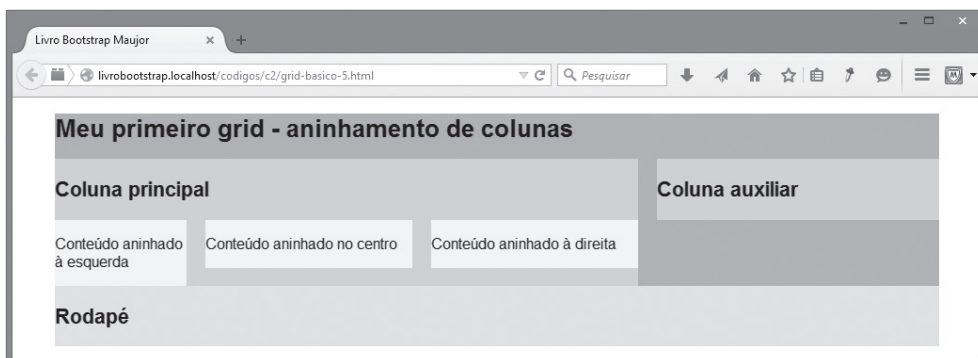 Livro Bootstrap Maujor
livrobootstrap.localhost/codigos/c2/grid-basico-5.html
Pesquisar
Meu primeiro grid - aninhamento de colunas
Coluna principal
Coluna auxiliar
Conteúdo aninhado
à esquerda
Conteúdo aninhado no centro
Conteúdo aninhado à direita
Rodapé